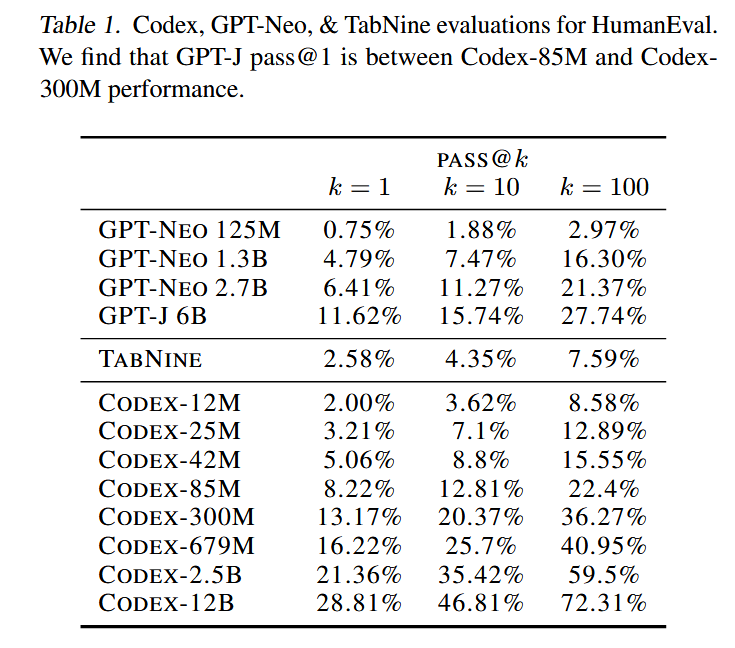 Table 1. Codex, GPT-Neo, & TabNine evaluations for HumanEval.
We find that GPT-J pass@1 is between Codex-85M and Codex-
300M performance.
PASS@k
k = 1 k = 10 k = 100
GPT-NEO 125M 0.75% 1.88% 2.97%
GPT-NEO 1.3B 4.79% 7.47% 16.30%
GPT-NEO 2.7B 6.41% 11.27% 21.37%
GPT-J 6B 11.62% 15.74% 27.74%
TABNINE 2.58% 4.35% 7.59%
CODEX-12M 2.00% 3.62% 8.58%
CODEX-25M 3.21% 7.1% 12.89%
CODEX-42M 5.06% 8.8% 15.55%
CODEX-85M 8.22% 12.81% 22.4%
CODEX-300M 13.17% 20.37% 36.27%
CODEX-679M 16.22% 25.7% 40.95%
CODEX-2.5B 21.36% 35.42% 59.5%
CODEX-12B 28.81% 46.81% 72.31%